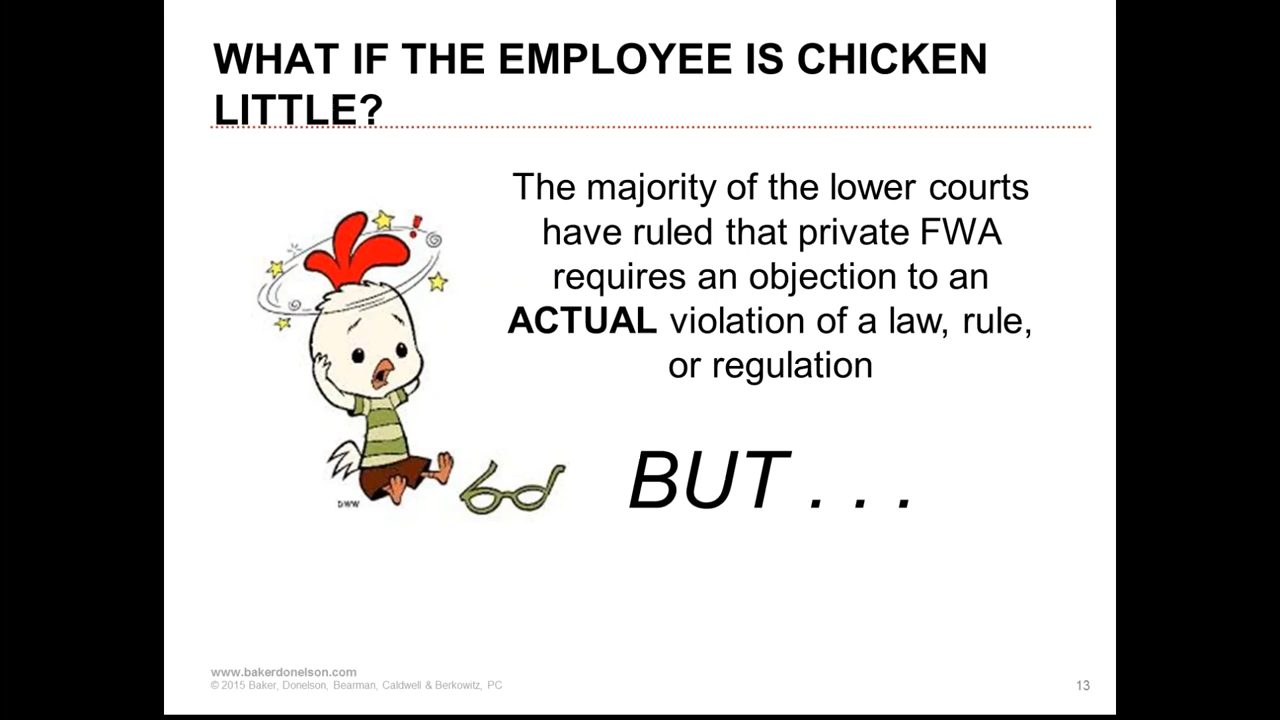 WHAT IF THE EMPLOYEE IS CHICKEN
LITTLE?
The majority of the lower courts
have ruled that private FWA
requires an objection to an
ACTUAL violation of a law, rule,
or regulation
BUT . . .
DWW
www.bakerdonelson.com
© 2015 Baker, Donelson, Bearman, Caldwell & Berkowitz, PC
13